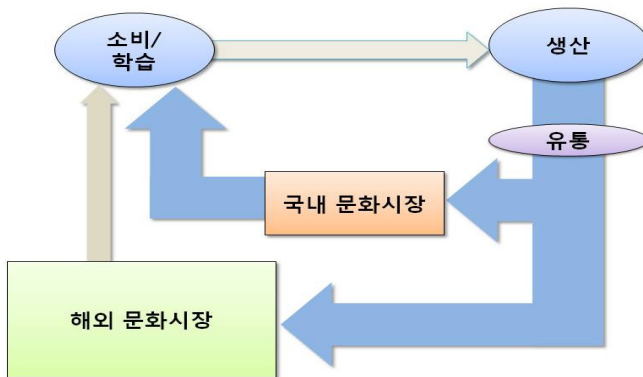 소비/
학습
생산
유통
국내 문화시장
해외 문화시장